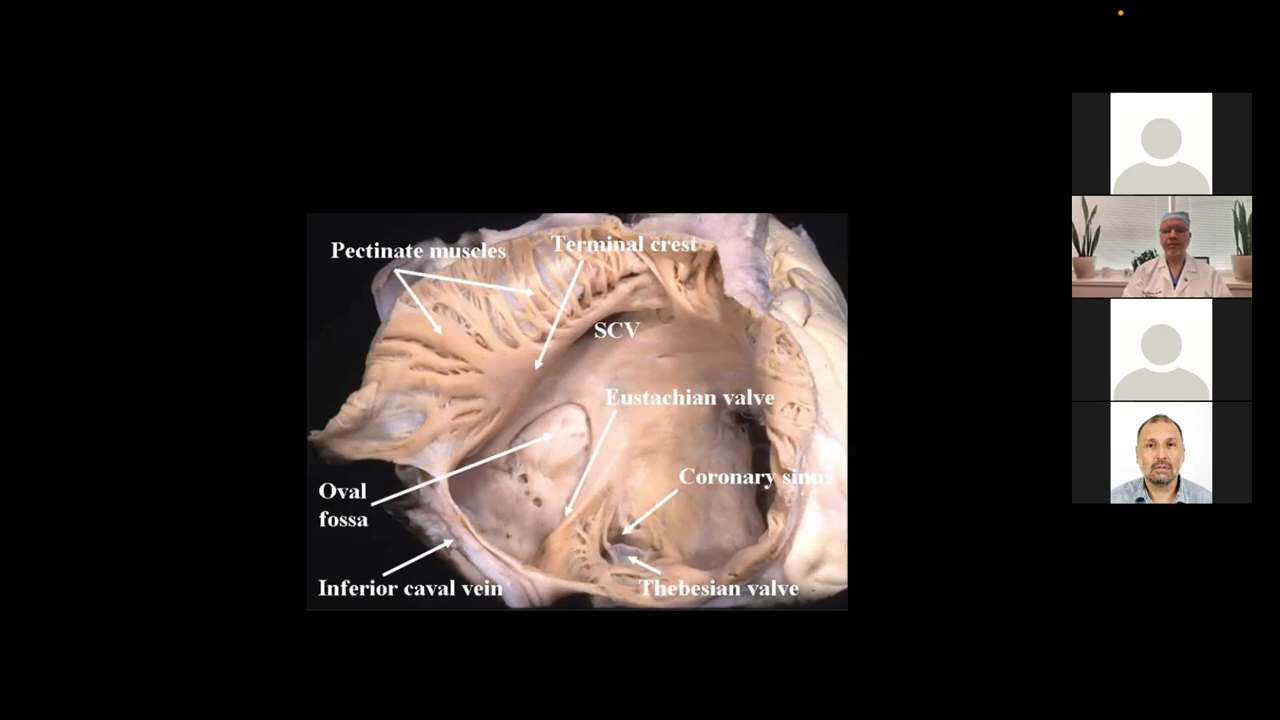 Pectinate muscles
Terminal crest
SCV
Eustachian valve
Coronary sinus
Oval
fossa
Inferior caval vein
Thebesian valve